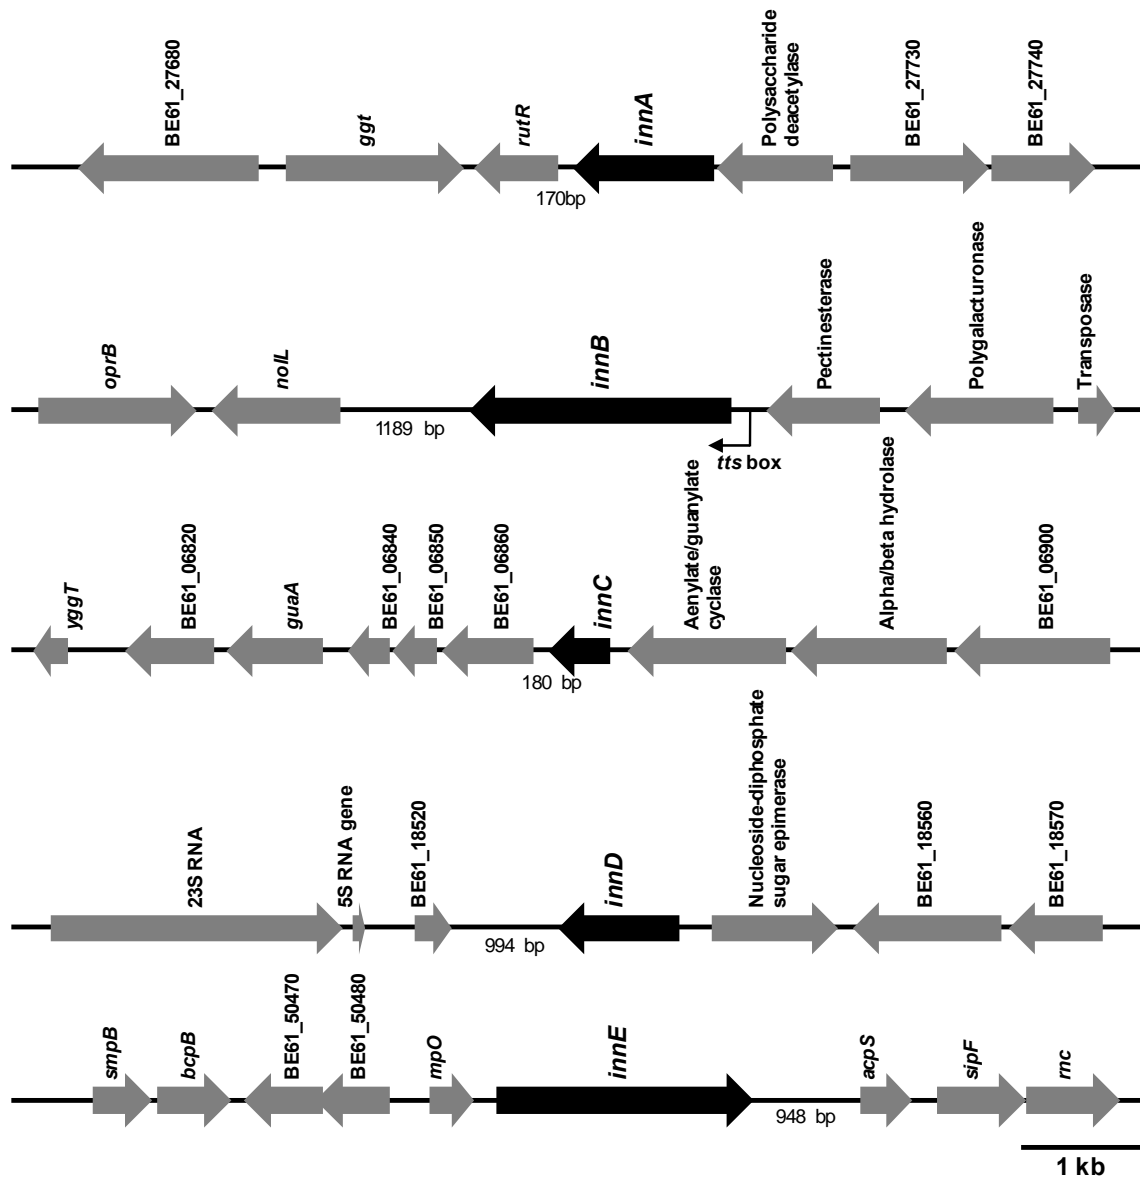 BE61_27680
ggt
rutR
innA
Polysaccharide
deacetylase
BE61_27730
BE61_27740
170bp
oprB
nolL
innB
Pectinesterase
Polygalacturonase
Transposase
1189 bp
tts box
yggT
BE61_06820
guaA
BE61_06840
BE61_06850
BE61_06860
innC
Aenylate/guanylate
cyclase
Alpha/beta hydrolase
BE61_06900
180 bp
23S RNA
5S RNA gene
BE61_18520
innD
Nucleoside-diphosphate
sugar epimerase
BE61_18560
BE61_18570
994 bp
smpB
bcpB
BE61_50470
BE61_50480
mpO
innE
acpS
sipF
rnc
948 bp
1 kb